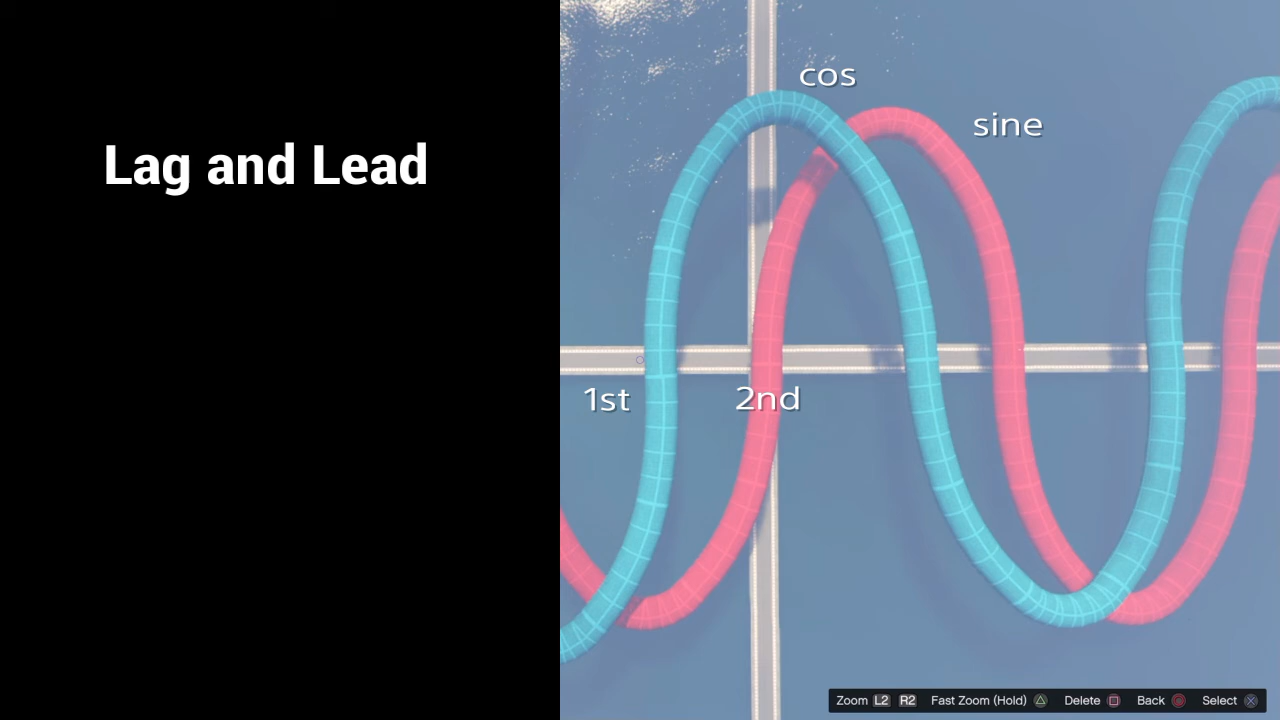 Lag and Lead
cos
sine
1st
2nd
Zoom L2 R2 Fast Zoom (Hold) Delete Back Select